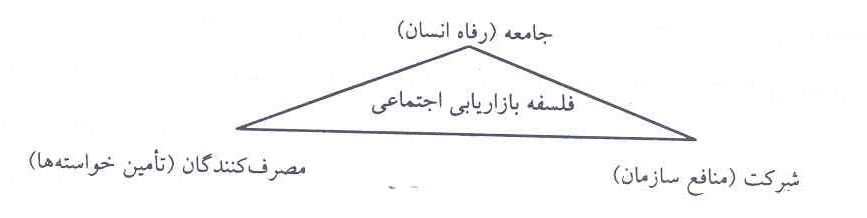 جامعه (رفاه انسان)
فلسفه بازاریابی اجتماعی
شرکت (منافع سازمان)
مصرف‌کنندگان (تأمین خواسته‌ها)